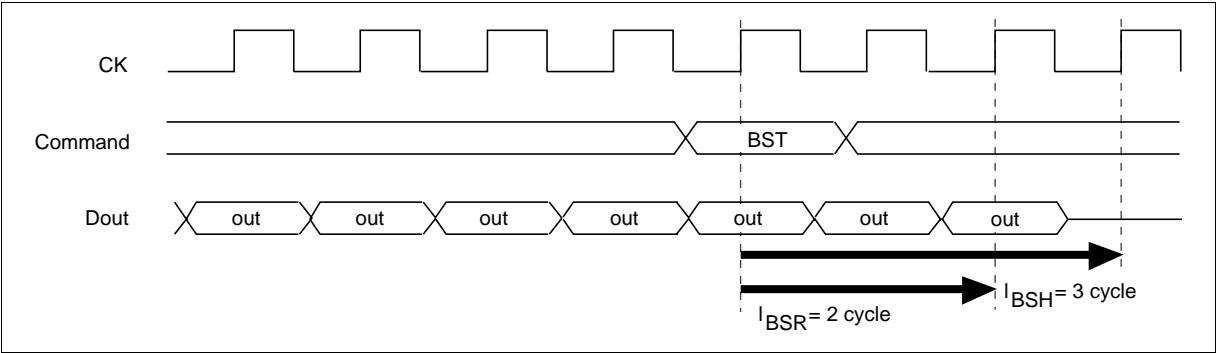 CK
Command
BST
Dout
out out out out out out out
lBSH = 3 cycle
lBSR = 2 cycle